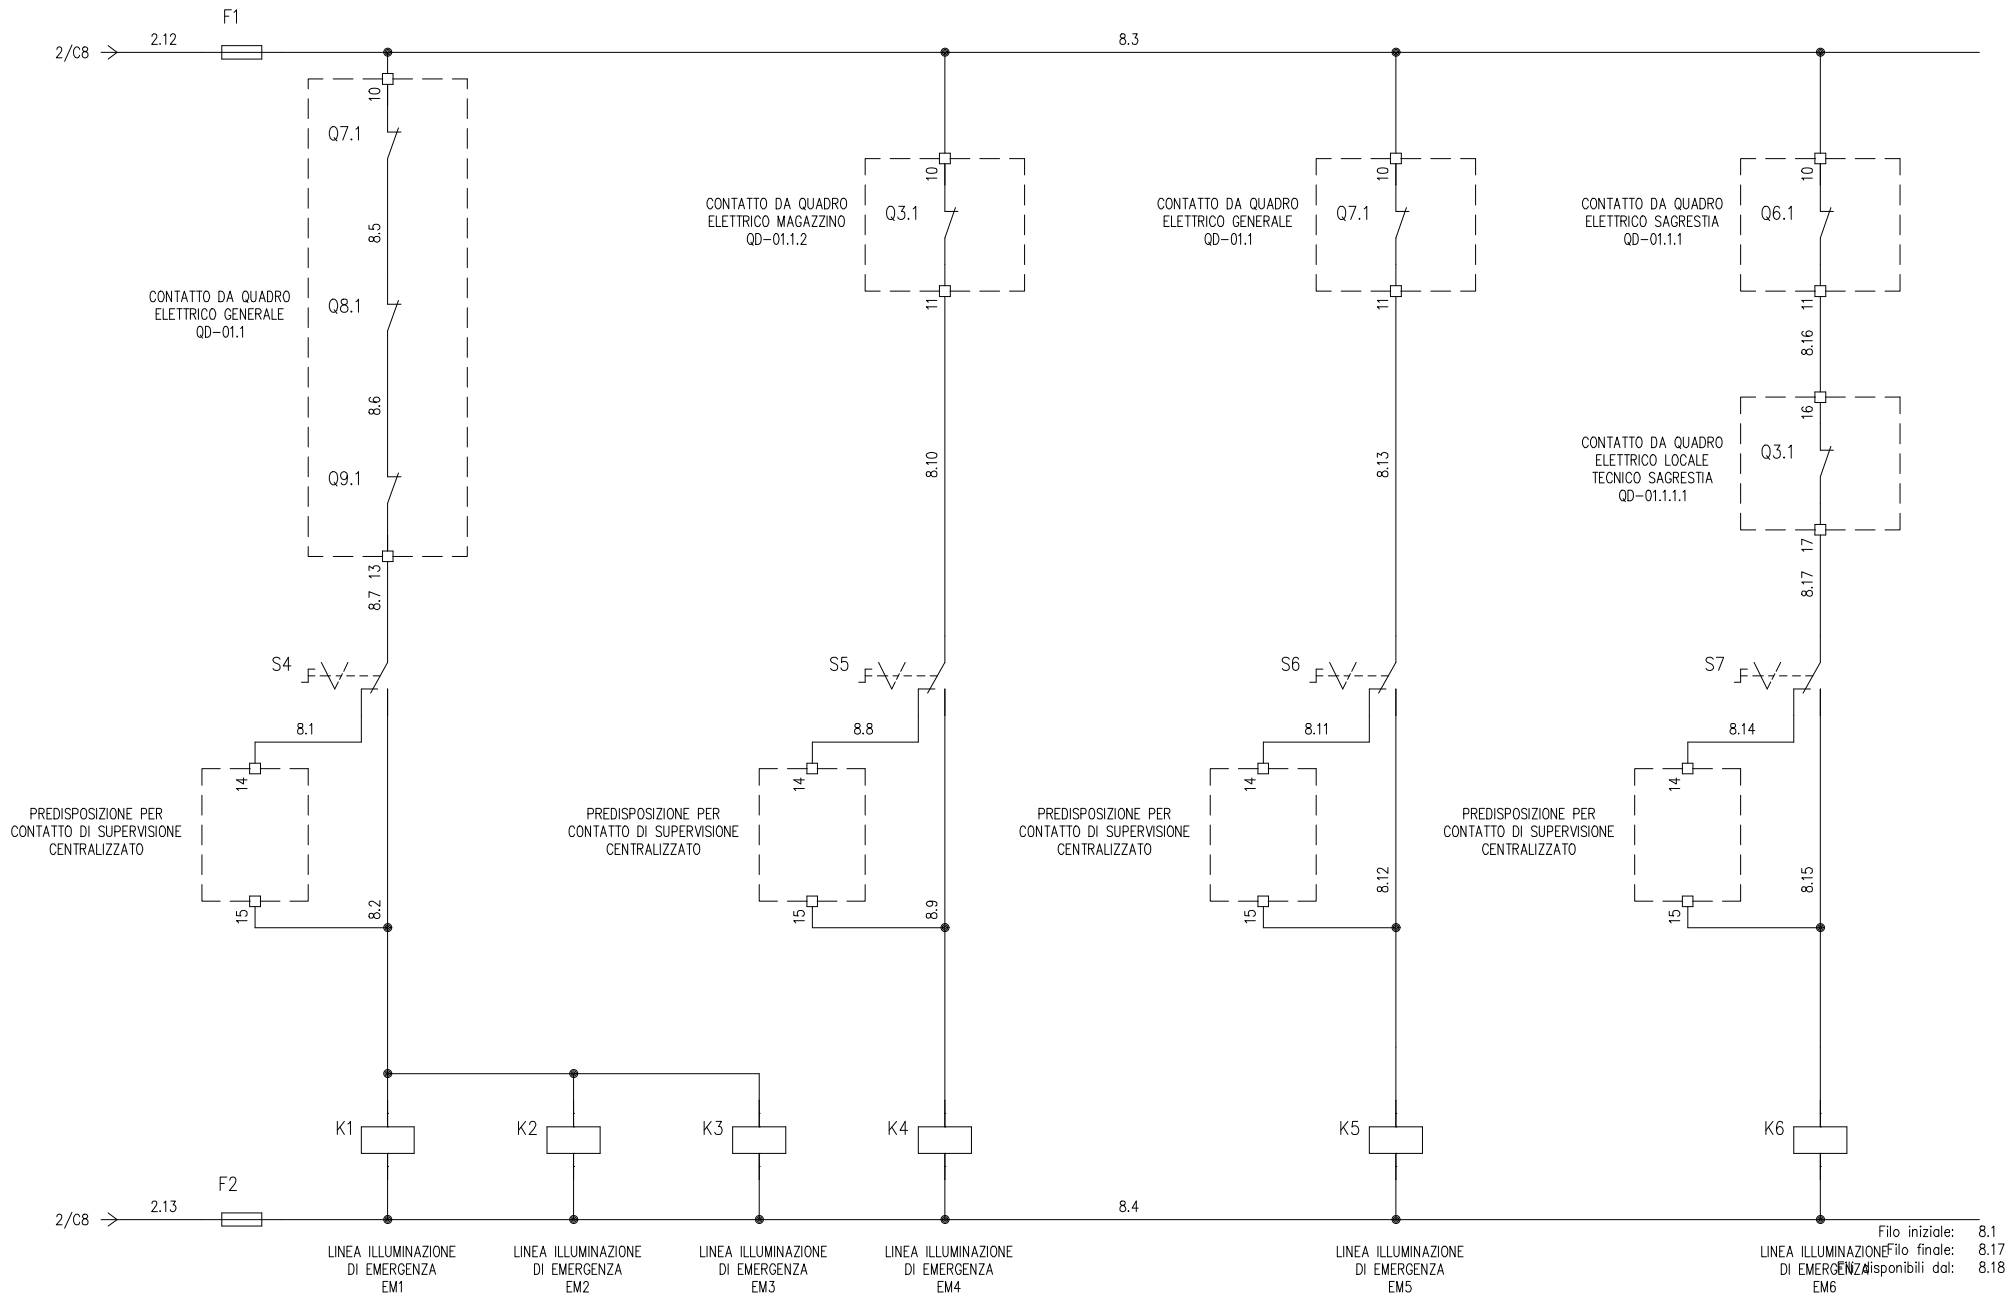 F1
2/C8
2.12
8.3
10
Q7.1
8.5
CONTATTO DA QUADRO
ELETTRICO GENERALE
QD-01.1
Q8.1
8.6
Q9.1
13
8.7
S4
8.1
14
PREDISPOSIZIONE PER
CONTATTO DI SUPERVISIONE
CENTRALIZZATO
15
8.2
K1
K2
K3
CONTATTO DA QUADRO
ELETTRICO MAGAZZINO
QD-01.1.2
10
Q3.1
11
8.10
S5
8.8
14
PREDISPOSIZIONE PER
CONTATTO DI SUPERVISIONE
CENTRALIZZATO
15
8.9
K4
CONTATTO DA QUADRO
ELETTRICO GENERALE
QD-01.1
10
Q7.1
11
8.13
S6
8.11
14
PREDISPOSIZIONE PER
CONTATTO DI SUPERVISIONE
CENTRALIZZATO
15
8.12
K5
CONTATTO DA QUADRO
ELETTRICO SAGRESTIA
QD-01.1.1
10
Q6.1
11
8.16
CONTATTO DA QUADRO
ELETTRICO LOCALE
TECNICO SAGRESTIA
QD-01.1.1.1
16
Q3.1
17
8.17
S7
8.14
14
PREDISPOSIZIONE PER
CONTATTO DI SUPERVISIONE
CENTRALIZZATO
15
8.15
K6
F2
2/C8
2.13
8.4
LINEA ILLUMINAZIONE
DI EMERGENZA
EM1
LINEA ILLUMINAZIONE
DI EMERGENZA
EM2
LINEA ILLUMINAZIONE
DI EMERGENZA
EM3
LINEA ILLUMINAZIONE
DI EMERGENZA
EM4
LINEA ILLUMINAZIONE
DI EMERGENZA
EM5
LINEA ILLUMINAZIONE
DI EMERGENZA
EM6
Filo iniziale: 8.1
Filo finale: 8.17
Fili disponibili dal: 8.18